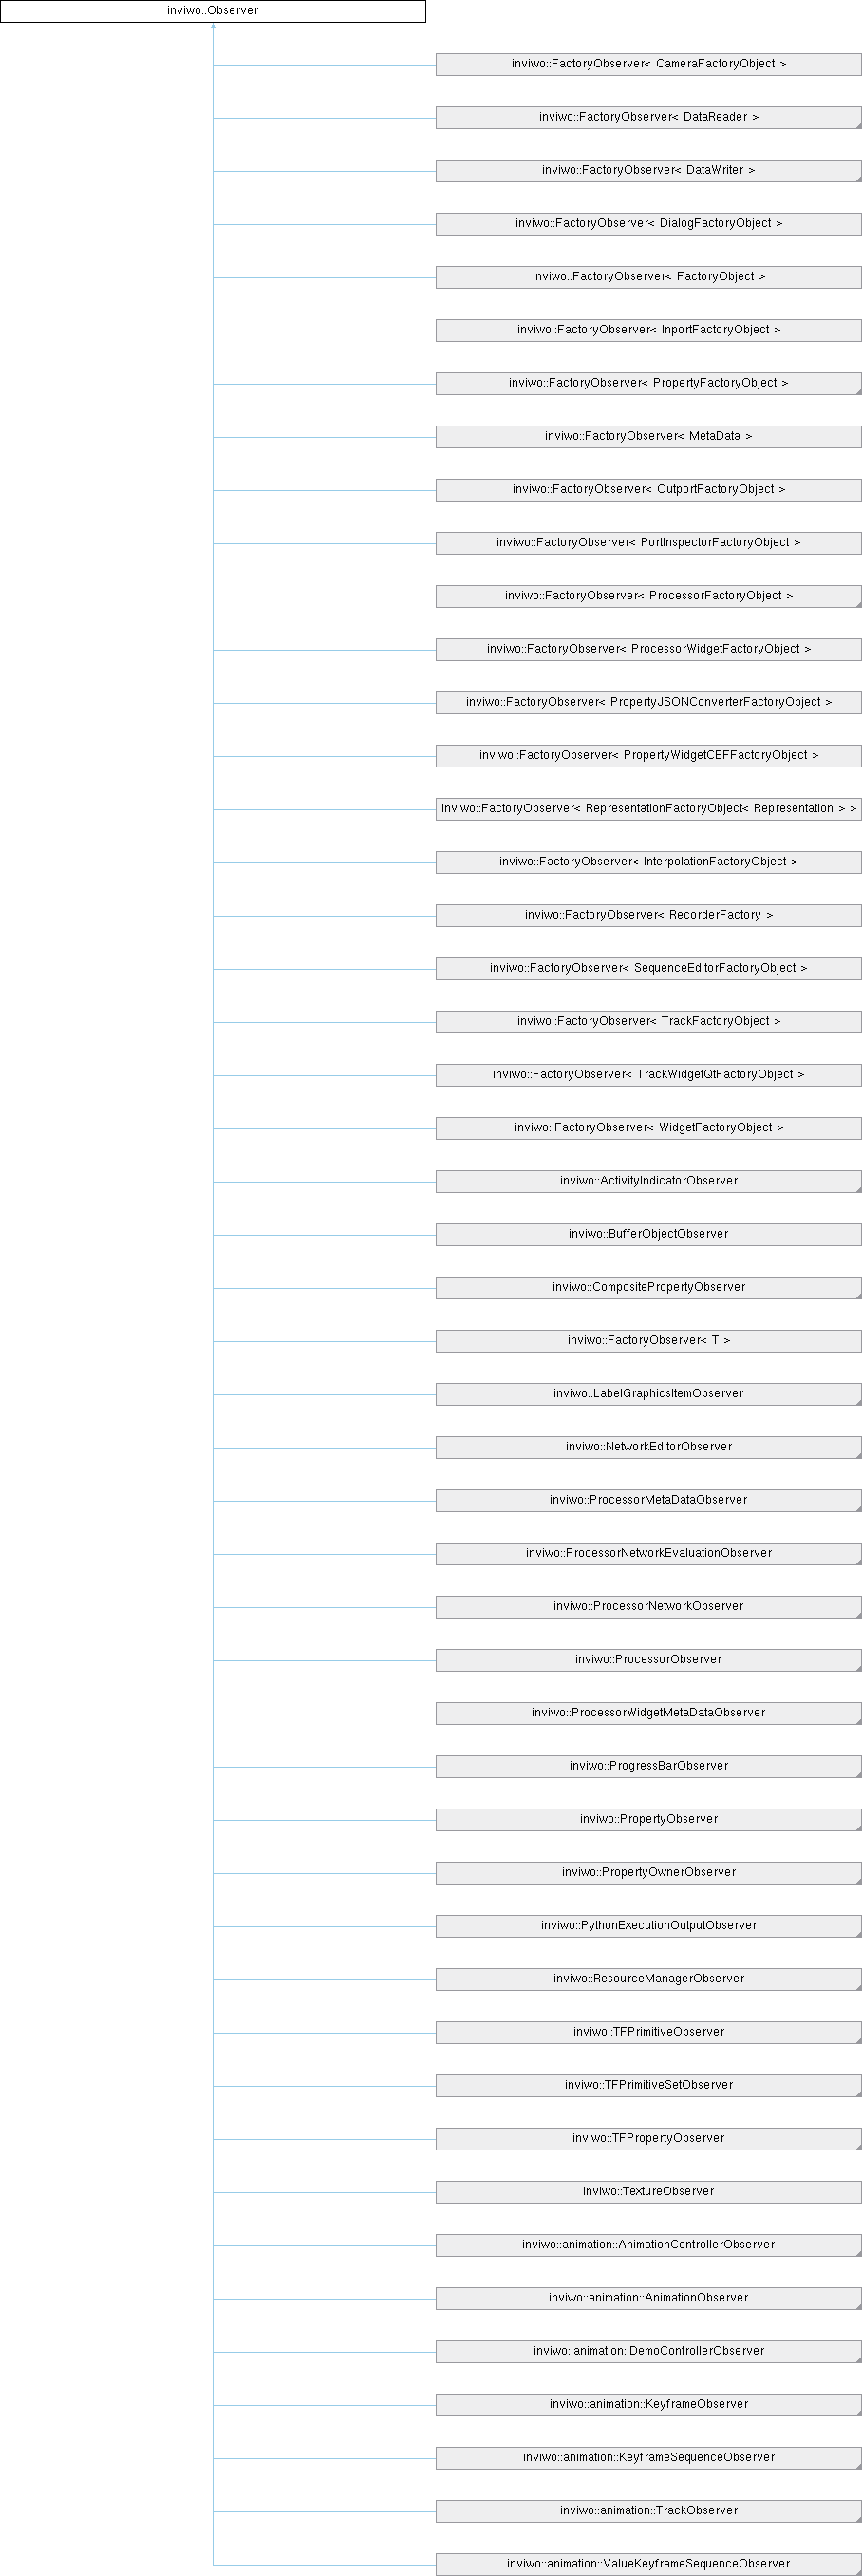 inviwo::Observer
inviwo::FactoryObserver< CameraFactoryObject >
inviwo::FactoryObserver< DataReader >
inviwo::FactoryObserver< DataWriter >
inviwo::FactoryObserver< DialogFactoryObject >
inviwo::FactoryObserver< FactoryObject >
inviwo::FactoryObserver< InportFactoryObject >
inviwo::FactoryObserver< PropertyFactoryObject >
inviwo::FactoryObserver< MetaData >
inviwo::FactoryObserver< OutportFactoryObject >
inviwo::FactoryObserver< PortInspectorFactoryObject >
inviwo::FactoryObserver< ProcessorFactoryObject >
inviwo::FactoryObserver< ProcessorWidgetFactoryObject >
inviwo::FactoryObserver< PropertyJSONConverterFactoryObject >
inviwo::FactoryObserver< PropertyWidgetCEFFactoryObject >
inviwo::FactoryObserver< RepresentationFactoryObject< Representation > >
inviwo::FactoryObserver< InterpolationFactoryObject >
inviwo::FactoryObserver< RecorderFactory >
inviwo::FactoryObserver< SequenceEditorFactoryObject >
inviwo::FactoryObserver< TrackFactoryObject >
inviwo::FactoryObserver< TrackWidgetQtFactoryObject >
inviwo::FactoryObserver< WidgetFactoryObject >
inviwo::ActivityIndicatorObserver
inviwo::BufferObjectObserver
inviwo::CompositePropertyObserver
inviwo::FactoryObserver< T >
inviwo::LabelGraphicsItemObserver
inviwo::NetworkEditorObserver
inviwo::ProcessorMetaDataObserver
inviwo::ProcessorNetworkEvaluationObserver
inviwo::ProcessorNetworkObserver
inviwo::ProcessorObserver
inviwo::ProcessorWidgetMetaDataObserver
inviwo::ProgressBarObserver
inviwo::PropertyObserver
inviwo::PropertyOwnerObserver
inviwo::PythonExecutionOutputObserver
inviwo::ResourceManagerObserver
inviwo::TFPrimitiveObserver
inviwo::TFPrimitiveSetObserver
inviwo::TFPropertyObserver
inviwo::TextureObserver
inviwo::animation::AnimationControllerObserver
inviwo::animation::AnimationObserver
inviwo::animation::DemoControllerObserver
inviwo::animation::KeyframeObserver
inviwo::animation::KeyframeSequenceObserver
inviwo::animation::TrackObserver
inviwo::animation::ValueKeyframeSequenceObserver